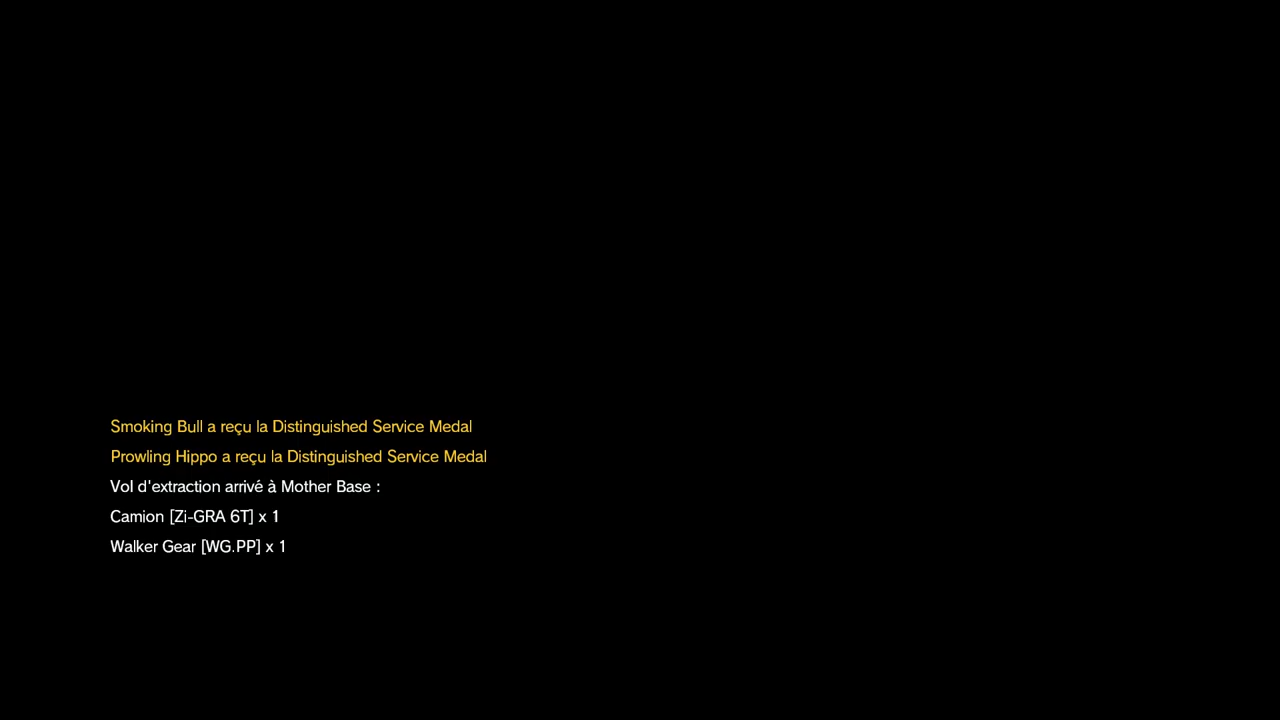 Smoking Bull a reçu la Distinguished Service Medal
Prowling Hippo a reçu la Distinguished Service Medal
Vol d'extraction arrivé à Mother Base :
Camion [Zi-GRA 6T] x 1
Walker Gear [WG.PP] x 1